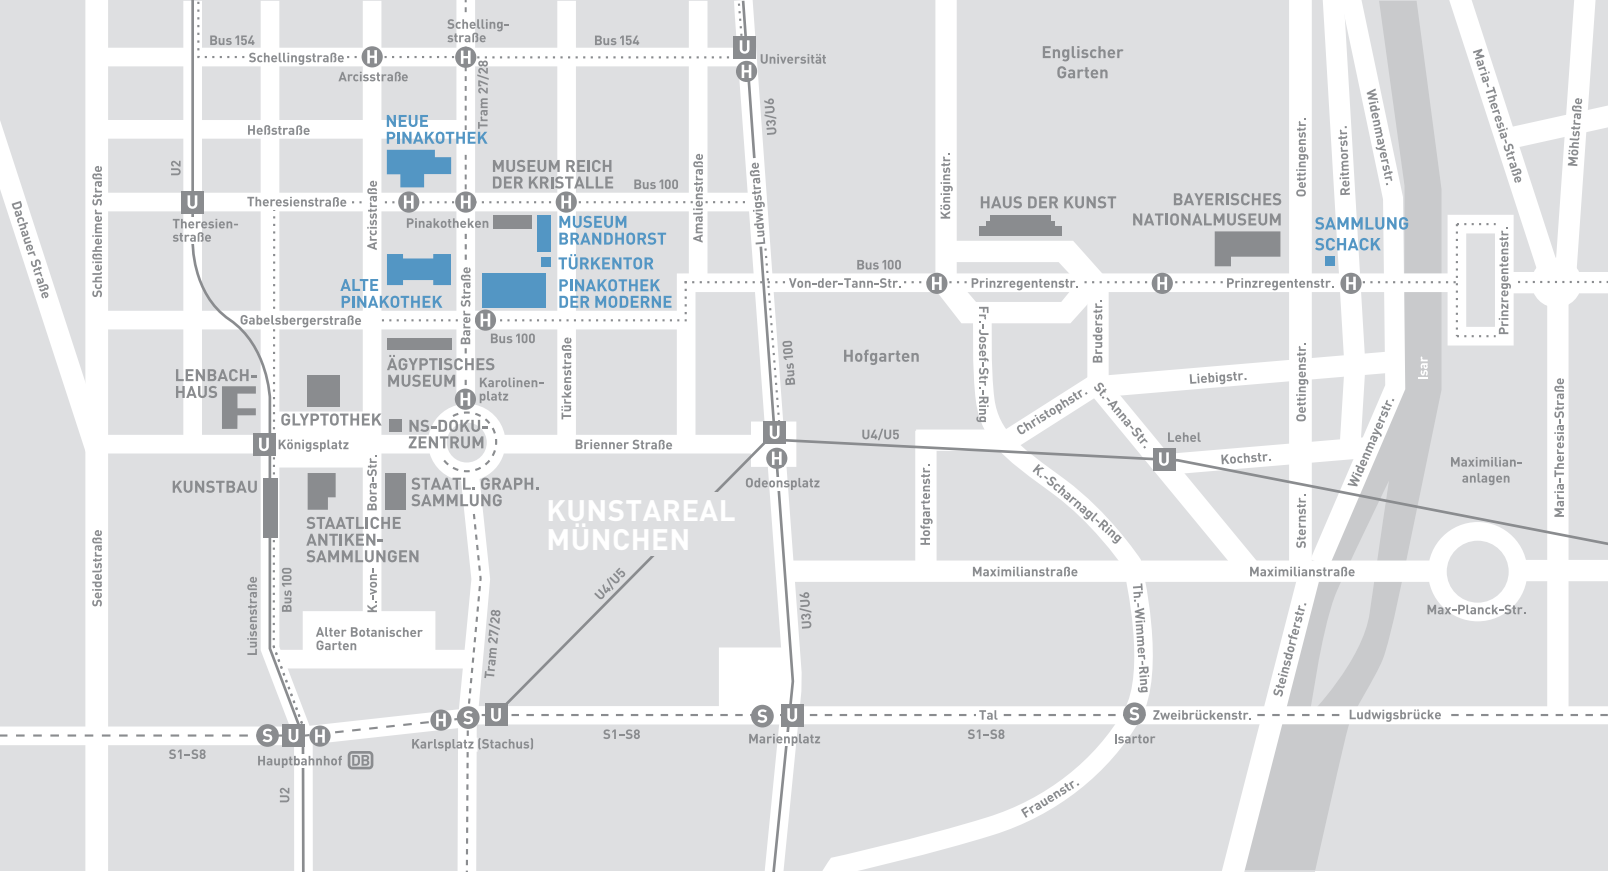 Schelling-
straße
Bus 154
Bus 154
Schellingstraße
H
H
U
H
Universität
Arcisstraße
Tram 27/28
U3/U6
Englischer
Garten
NEUE
PINAKOTHEK
Heßstraße
U2
MUSEUM REICH
DER KRISTALLE
Bus 100
U
Theresienstraße
H
H
H
Theresien-
straße
Pinakotheken
MUSEUM
BRANDHORST
TÜRKENTOR
PINAKOTHEK
DER MODERNE
ALTE
PINAKOTHEK
Dachauer Straße
Schleißheimer Straße
Arcisstraße
Barer Straße
Amalienstraße
Ludwigstraße
Königinstr.
HAUS DER KUNST
BAYERISCHES
NATIONALMUSEUM
SAMMLUNG
SCHACK
Oettingenstr.
Reitmorstr.
Widenmayerstr.
Maria-Theresia-Straße
Möhlstraße
Bus 100
Von-der-Tann-Str.
H
Prinzregentenstr.
H
Prinzregentenstr.
H
Prinzregentenstr.
Gabelsbergerstraße
H
Bus 100
ÄGYPTISCHES
MUSEUM
Karolinen-
platz
H
Türkenstraße
Bus 100
Hofgarten
Fr.-Josef-Str.-Ring
Bruderstr.
Christophstr.
St.-Anna-Str.
Liebigstr.
Oettingenstr.
Isar
LENBACH-
HAUS
GLYPTOTHEK
NS-DOKU-
ZENTRUM
U
Königsplatz
Brienner Straße
U
H
Odeonsplatz
U4/U5
Lehel
U
Kochstr.
Widenmayerstr.
Maximilian-
anlagen
Maria-Theresia-Straße
KUNSTBAU
K.-von-
Bora-Str.
STAATL. GRAPH.
SAMMLUNG
STAATLICHE
ANTIKEN-
SAMMLUNGEN
KUNSTAREAL
MÜNCHEN
Hofgartenstr.
K.-Scharnagl-Ring
Sternstr.
Seidelstraße
Luisenstraße
Bus 100
U4/U5
U3/U6
Maximilianstraße
Maximilianstraße
Max-Planck-Str.
Alter Botanischer
Garten
Tram 27/28
Th.-Wimmer-Ring
Steinsdorferstr.
S
U
H
H
S
U
S
U
Tal
S
Zweibrückenstr.
Ludwigsbrücke
S1–S8
Hauptbahnhof
DB
Karlsplatz (Stachus)
S1–S8
Marienplatz
S1–S8
Isartor
U2
Frauenstr.